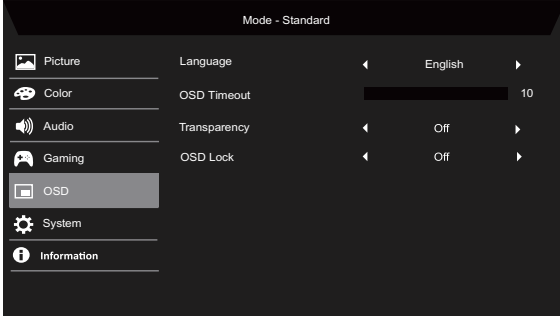 Mode - Standard
Picture
Color
Audio
Gaming
OSD
System
Information
Language English
OSD Timeout 10
Transparency Off
OSD Lock Off